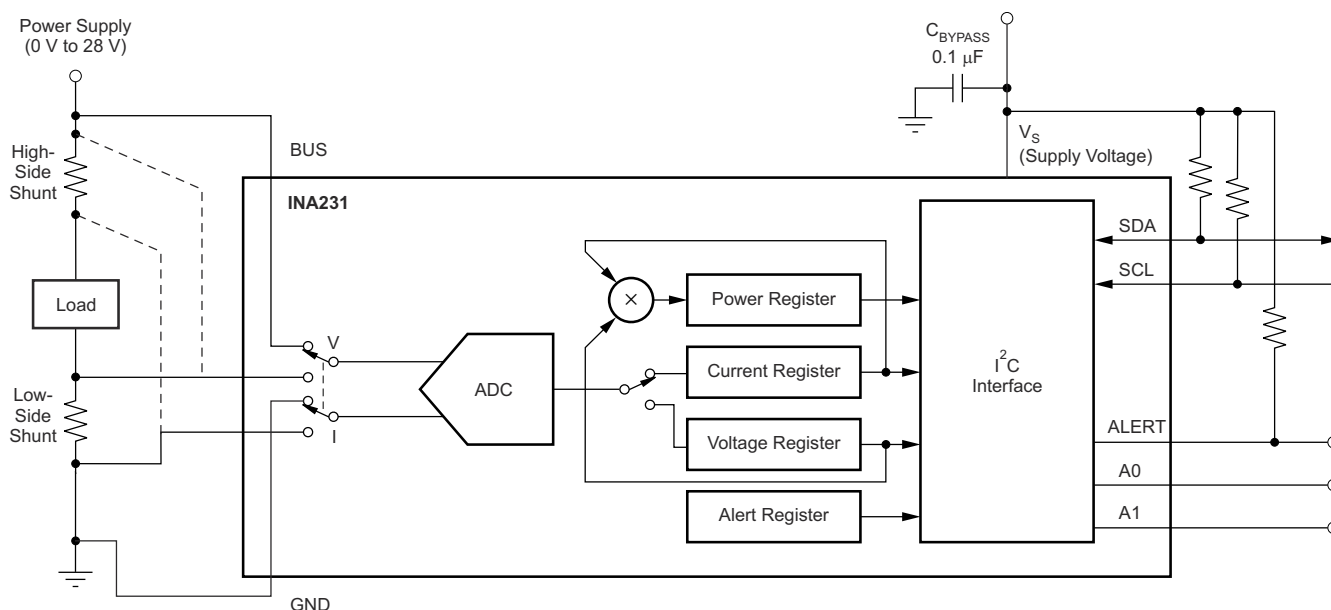 Power Supply
(0 V to 28 V)
C_BYPASS
0.1 μF
V_S
(Supply Voltage)
High-
Side
Shunt
BUS
INA231
SDA
SCL
Load
V
×
Power Register
ADC
Current Register
I²C
Interface
Low-
Side
Shunt
I
Voltage Register
ALERT
A0
Alert Register
A1
GND